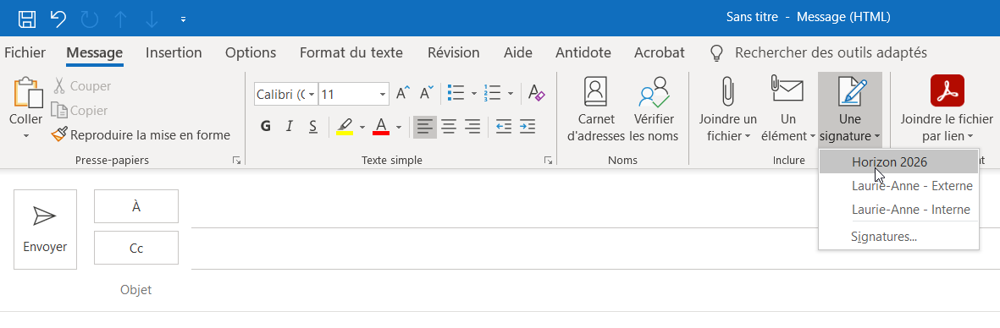 Sans titre - Message (HTML)
Fichier Message Insertion Options Format du texte Révision Aide Antidote Acrobat Rechercher des outils adaptés
Coller
Couper
Copier
Reproduire la mise en forme
Presse-papiers
Calibri (C 11
G I S
Texte simple
Carnet
d'adresses
Vérifier
les noms
Noms
Joindre un
fichier
Un
élément
Une
signature
Inclure
Joindre le fichier
par lien
Horizon 2026
Laurie-Anne - Externe
Laurie-Anne - Interne
Signatures...
Envoyer
À
Cc
Objet